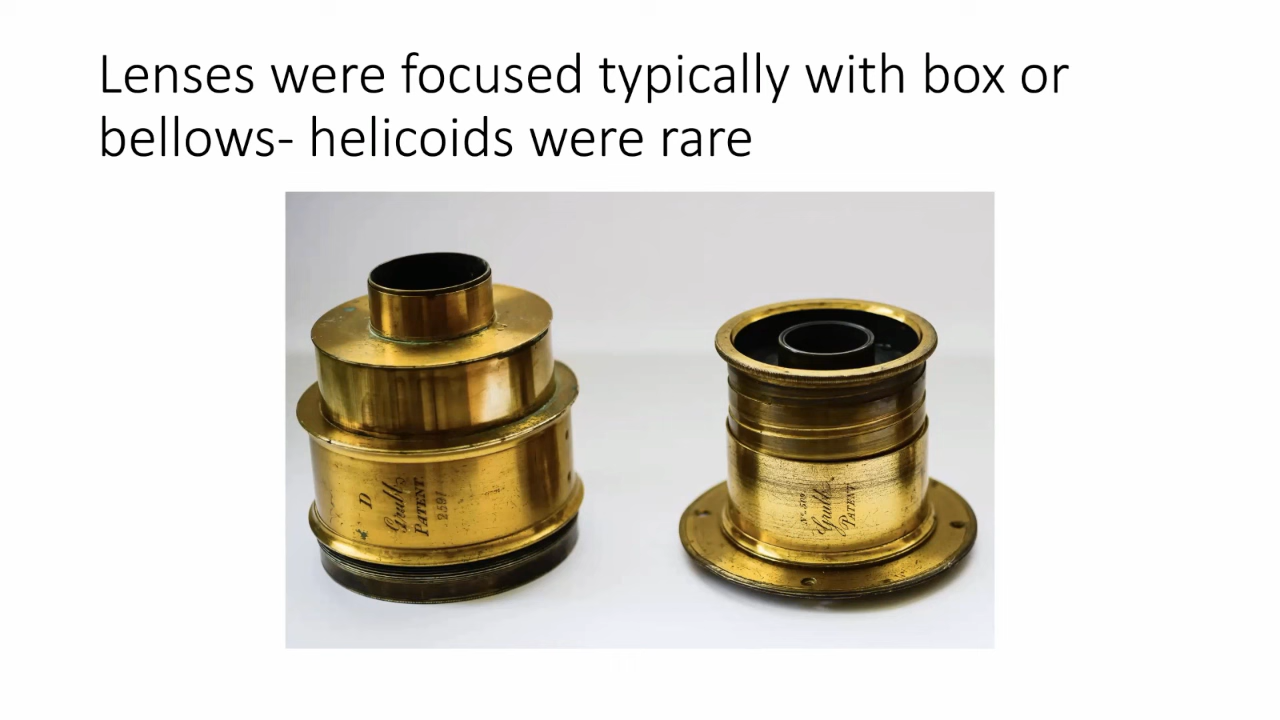 Lenses were focused typically with box or
bellows- helicoids were rare
D
Grubb
PATENT
2591
Grubb
PATENT